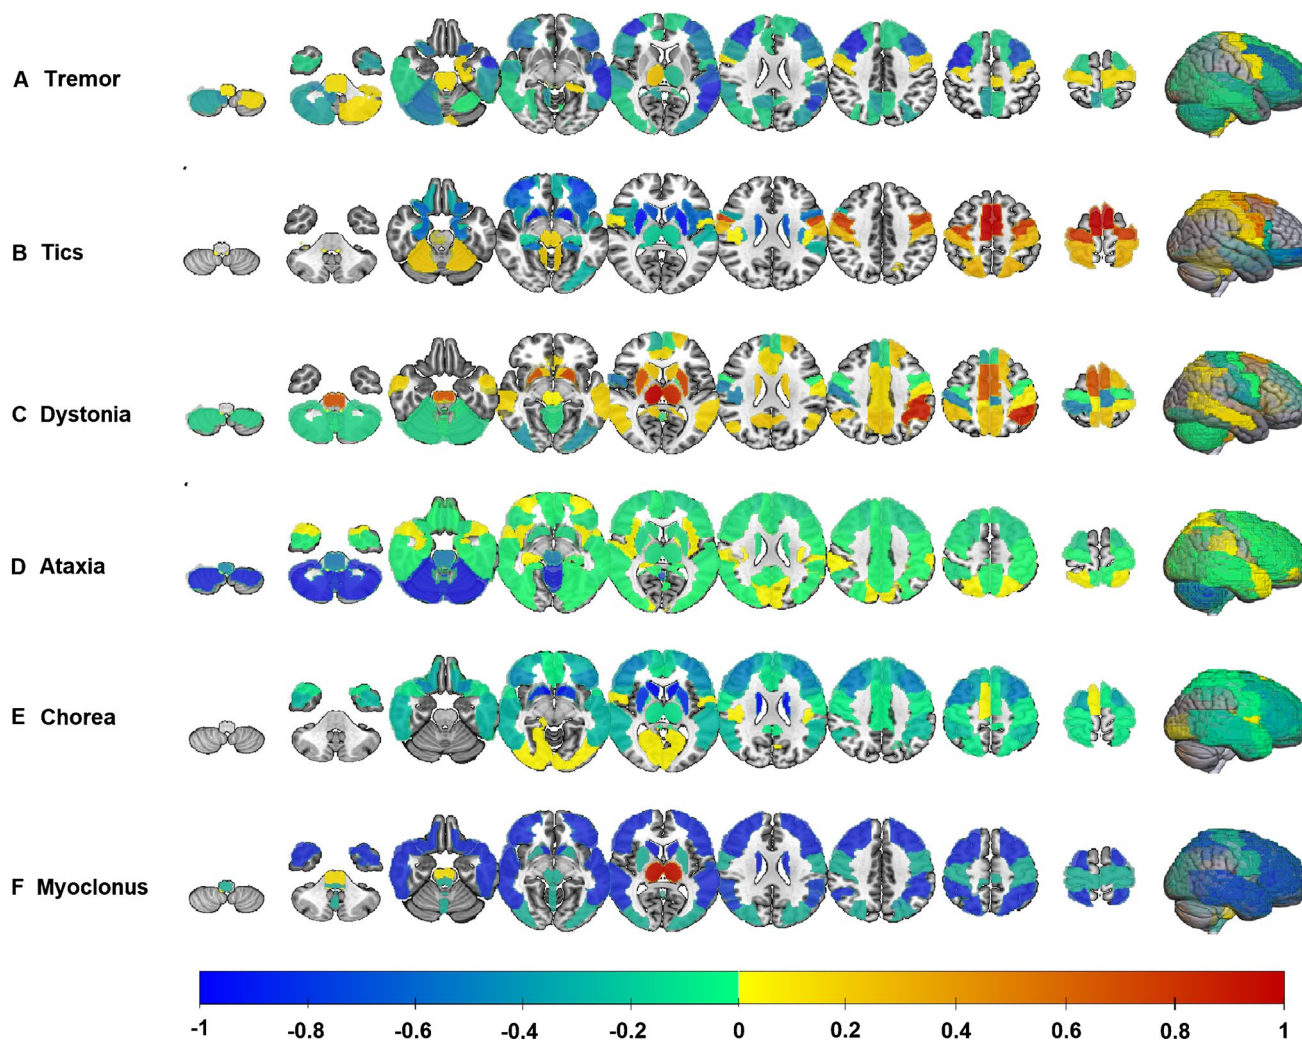 A Tremor
B Tics
C Dystonia
D Ataxia
E Chorea
F Myoclonus
-1 -0.8 -0.6 -0.4 -0.2 0 0.2 0.4 0.6 0.8 1